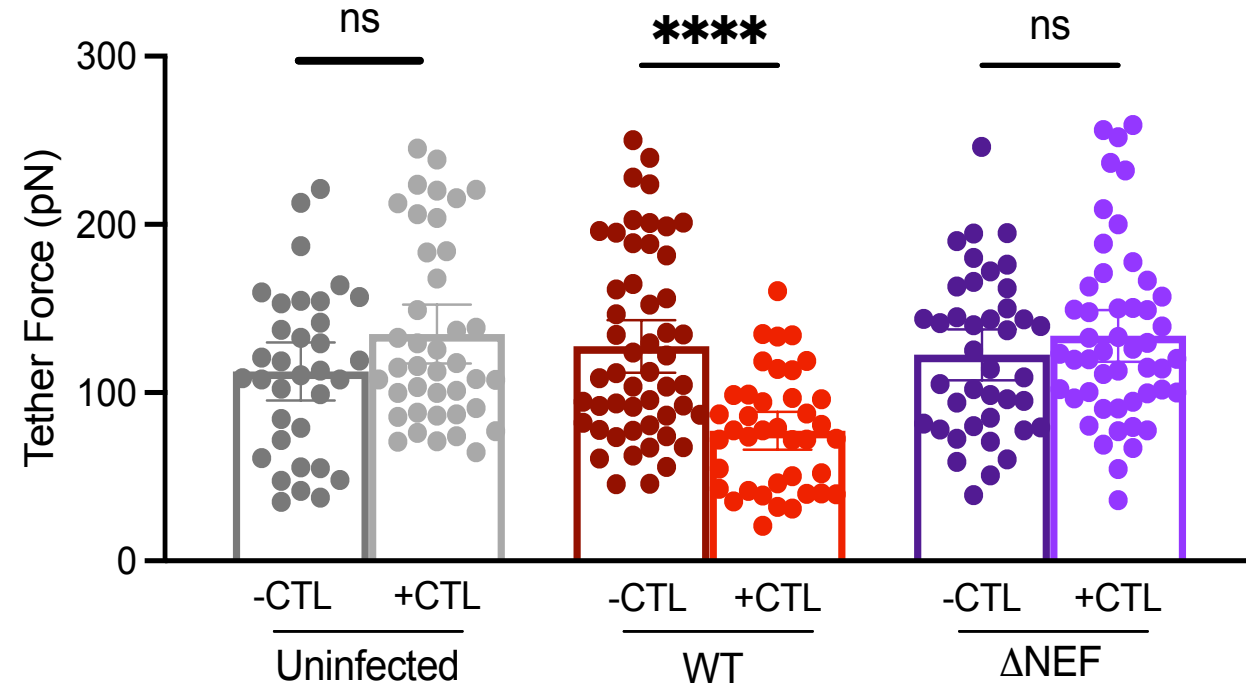 ns **** ns
300
200
100
0
Tether Force (pN)
-CTL +CTL -CTL +CTL -CTL +CTL
Uninfected WT ΔNEF